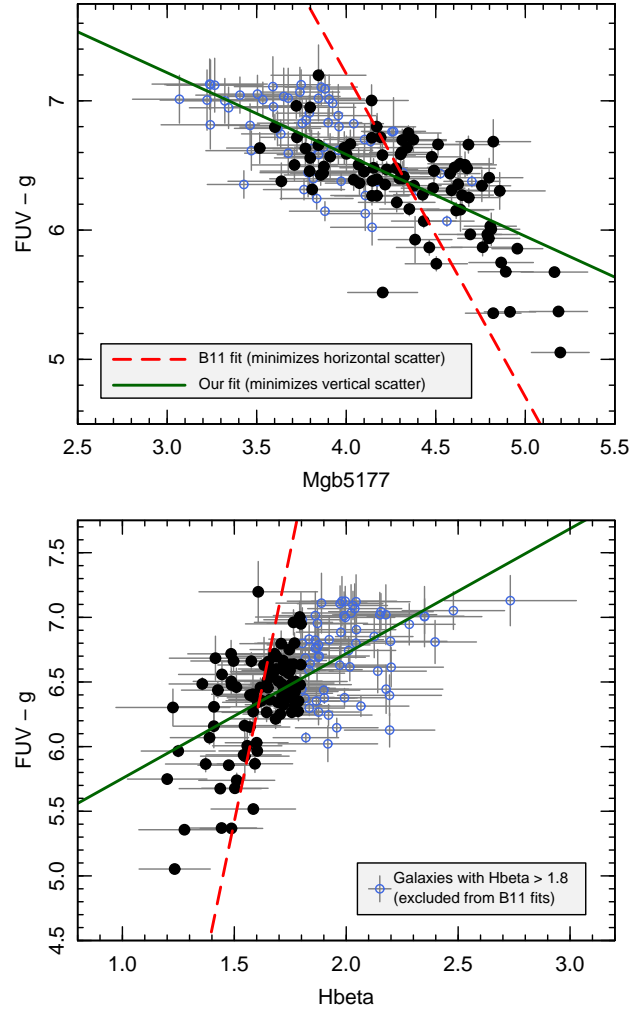 7
6
5
FUV − g
B11 fit (minimizes horizontal scatter)
Our fit (minimizes vertical scatter)
2.5 3.0 3.5 4.0 4.5 5.0 5.5
Mgb5177
7.5
7.0
6.5
6.0
5.5
5.0
4.5
FUV − g
Galaxies with Hbeta > 1.8
(excluded from B11 fits)
1.0 1.5 2.0 2.5 3.0
Hbeta